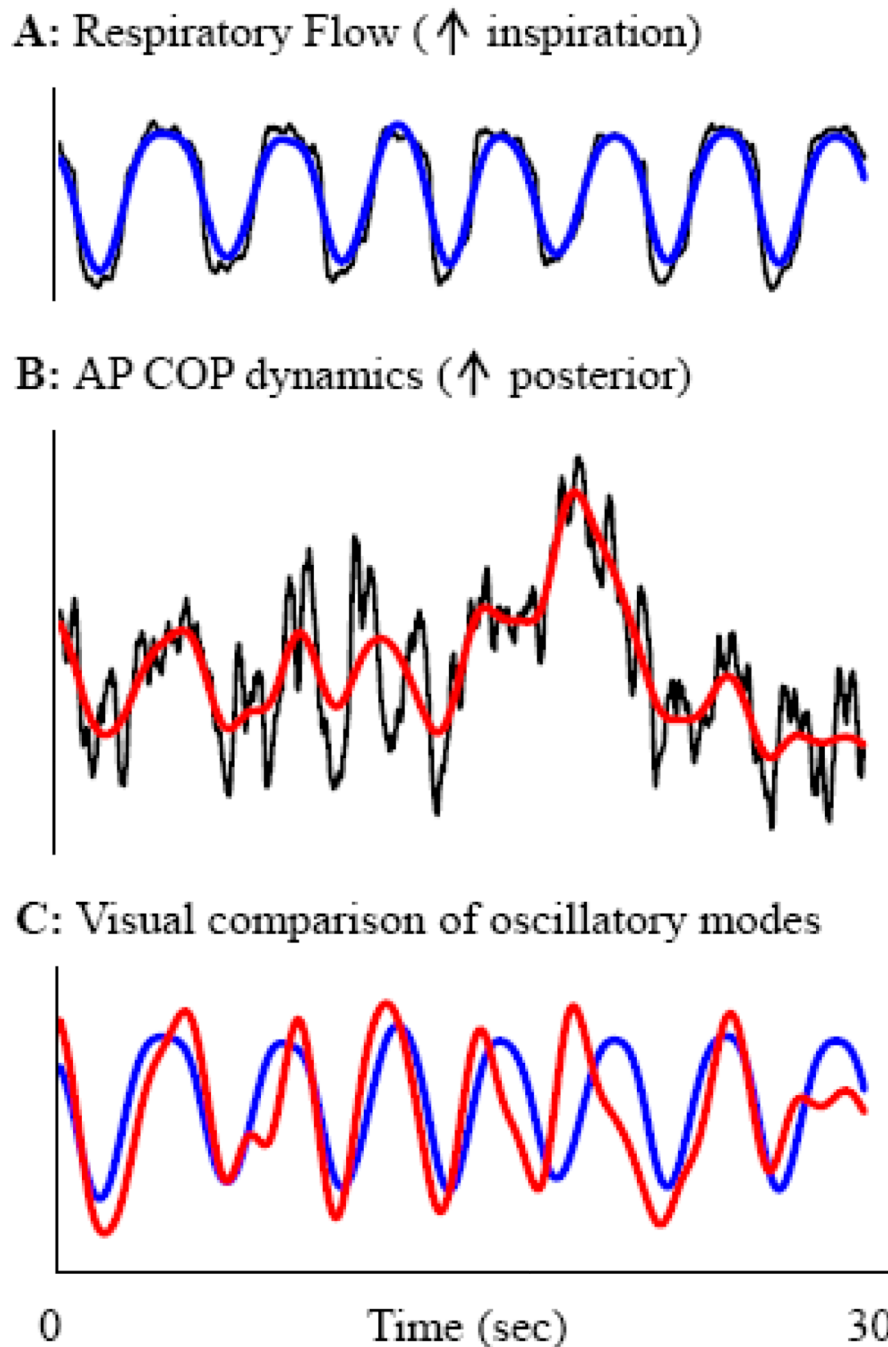 A: Respiratory Flow (↑ inspiration)
B: AP COP dynamics (↑ posterior)
C: Visual comparison of oscillatory modes
0 Time (sec) 30